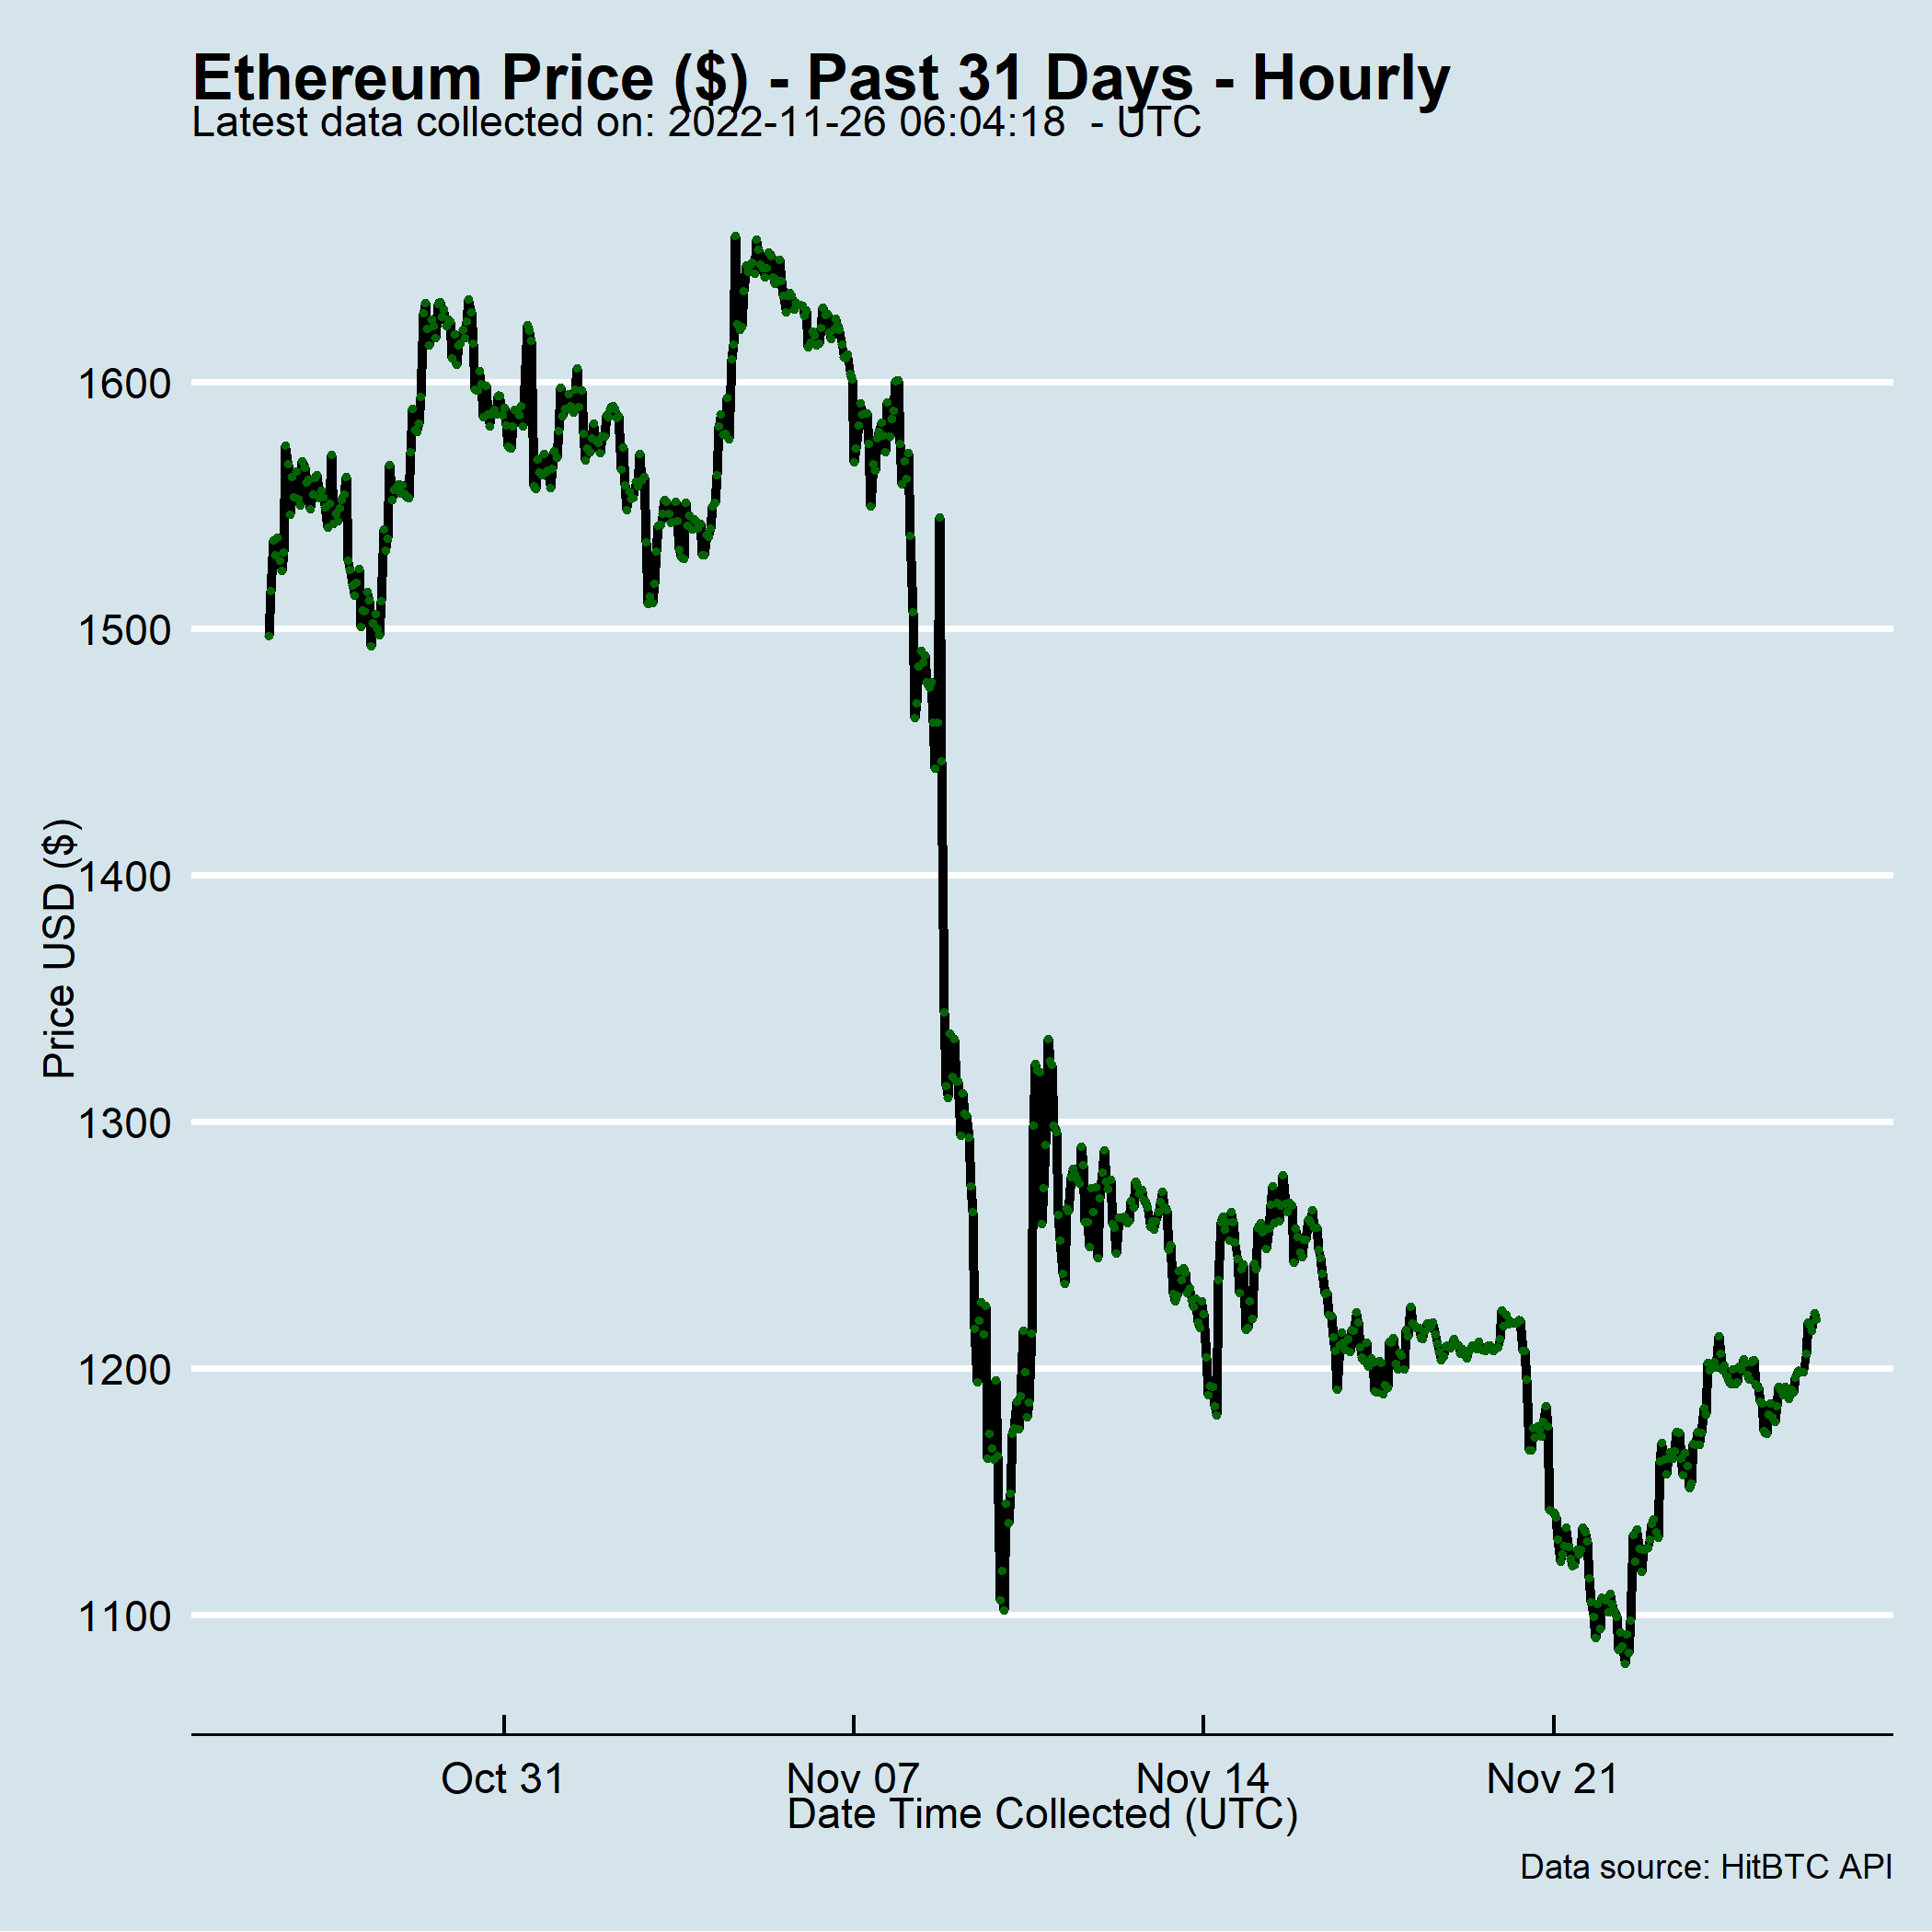 Ethereum Price ($) - Past 31 Days - Hourly
Latest data collected on: 2022-11-26 06:04:18  - UTC
Price USD ($)
1600
1500
1400
1300
1200
1100
Oct 31
Nov 07
Nov 14
Nov 21
Date Time Collected (UTC)
Data source: HitBTC API